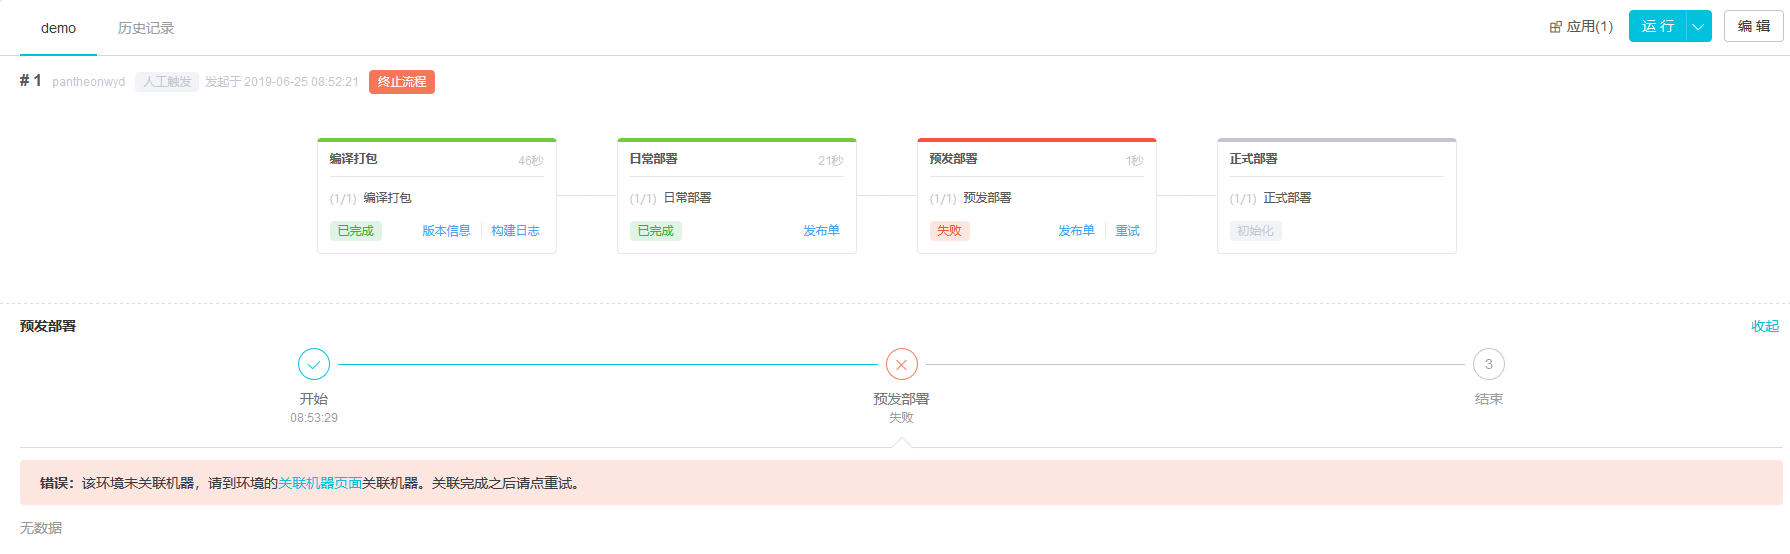 demo 历史记录 应用(1) 运 行 编 辑
# 1 pantheonwyd 人工触发 发起于 2019-06-25 08:52:21 终止流程
编译打包 46秒
(1/1) 编译打包
已完成 版本信息 构建日志
日常部署 21秒
(1/1) 日常部署
已完成 发布单
预发部署 1秒
(1/1) 预发部署
失败 发布单 重试
正式部署
(1/1) 正式部署
初始化
预发部署 收起
开始
08:53:29
预发部署
失败
3
结束
错误：该环境未关联机器，请到环境的关联机器页面关联机器。关联完成之后请点重试。
无数据